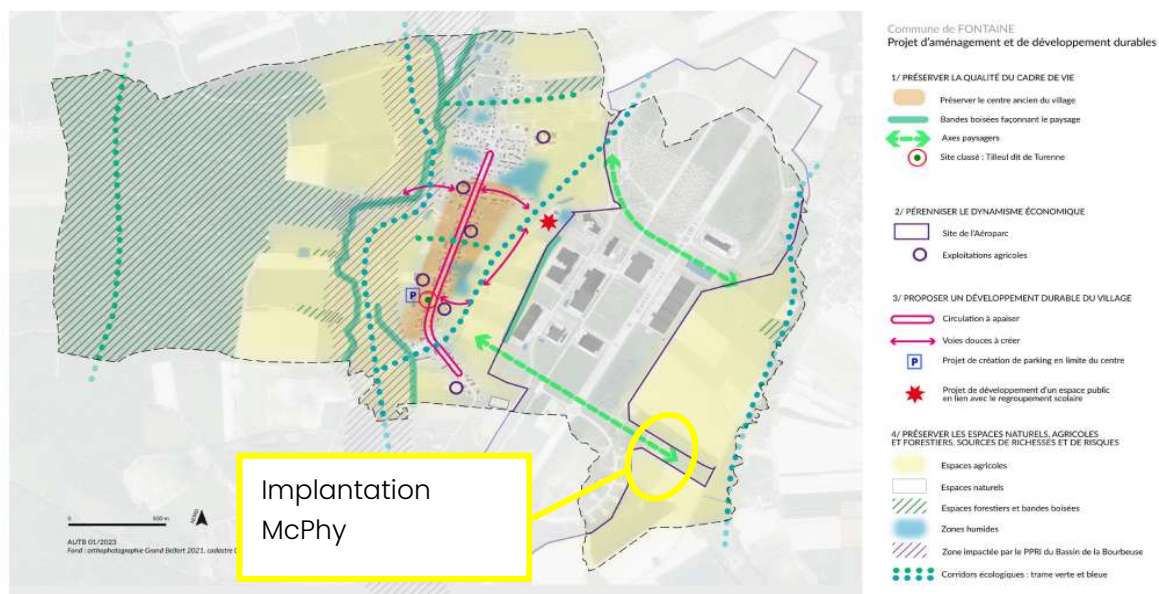 Commune de FONTAINE
Projet d'aménagement et de développement durables
1/ PRÉSERVER LA QUALITÉ DU CADRE DE VIE
Préserver le centre ancien du village
Bandes boisées façonnant le paysage
Axes paysagers
Site classé : Tilleul dit de Turenne
2/ PÉRENNISER LE DYNAMISME ÉCONOMIQUE
Site de l'Aéroparc
Exploitations agricoles
3/ PROPOSER UN DÉVELOPPEMENT DURABLE DU VILLAGE
Circulation à apaiser
Voies douces à créer
P
Projet de création de parking en limite du centre
Projet de développement d'un espace public
en lien avec le regroupement scolaire
4/ PRÉSERVER LES ESPACES NATURELS, AGRICOLES
ET FORESTIERS, SOURCES DE RICHESSES ET DE RISQUES
Espaces agricoles
Espaces naturels
Espaces forestiers et bandes boisées
Zones humides
Zone impactée par le PPRi du Bassin de la Bourbeuse
Corridors écologiques : trame verte et bleue
P
Implantation
McPhy
0 500 m
NORD
AUTB 01/2023
Fond : orthophotographie Grand Belfort 2021, cadastre